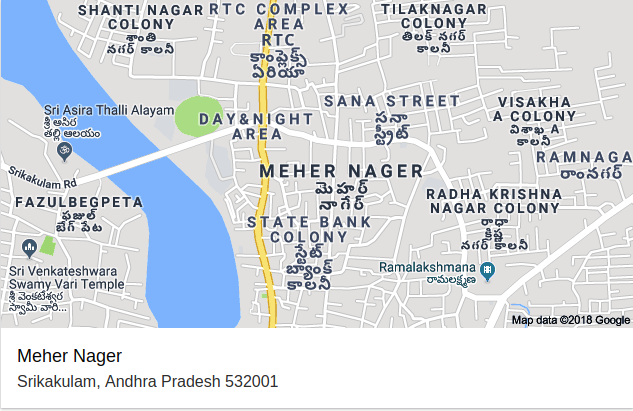 SHANTI NAGAR
COLONY
శాంతి
నగర్ కాలనీ
RTC COMPLEX
AREA
RTC
కాంప్లెక్స్
ఏరియా
TILAKNAGAR
COLONY
తిలక్ నగర్
కాలనీ
Sri Asira Thalli Alayam
శ్రీ ఆసిర
తల్లి ఆలయం
DAY&NIGHT
AREA
SANA STREET
సనా
స్ట్రీట్
VISAKHA
A COLONY
విశాఖ A
కాలనీ
Srikakulam Rd
MEHER NAGER
మెహర్
నాగేర్
RAMNAGA
రాంనగర్
FAZULBEGPETA
ఫజుల్
బేగ్ పేట
RADHA KRISHNA
NAGAR COLONY
రాధా
క్రిష్ణ
నగర్ కాలనీ
STATE BANK
COLONY
స్టేట్
బ్యాంక్
కాలనీ
Sri Venkateshwara
Swamy Vari Temple
శ్రీ వెంకటేశ్వర
స్వామి వారి...
Ramalakshmana
రామలక్ష్మణ
Map data ©2018 Google
Meher Nager
Srikakulam, Andhra Pradesh 532001